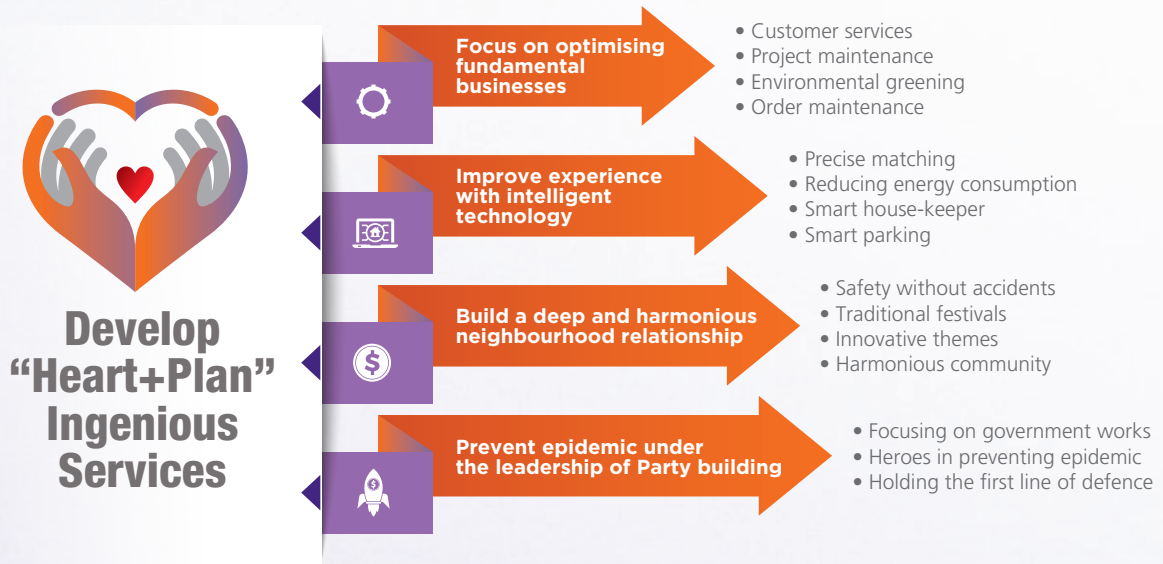 Develop
“Heart+Plan”
Ingenious
Services
Focus on optimising
fundamental
businesses
• Customer services
• Project maintenance
• Environmental greening
• Order maintenance
Improve experience
with intelligent
technology
• Precise matching
• Reducing energy consumption
• Smart house-keeper
• Smart parking
Build a deep and harmonious
neighbourhood relationship
$
• Safety without accidents
• Traditional festivals
• Innovative themes
• Harmonious community
Prevent epidemic under
the leadership of Party building
$
• Focusing on government works
• Heroes in preventing epidemic
• Holding the first line of defence